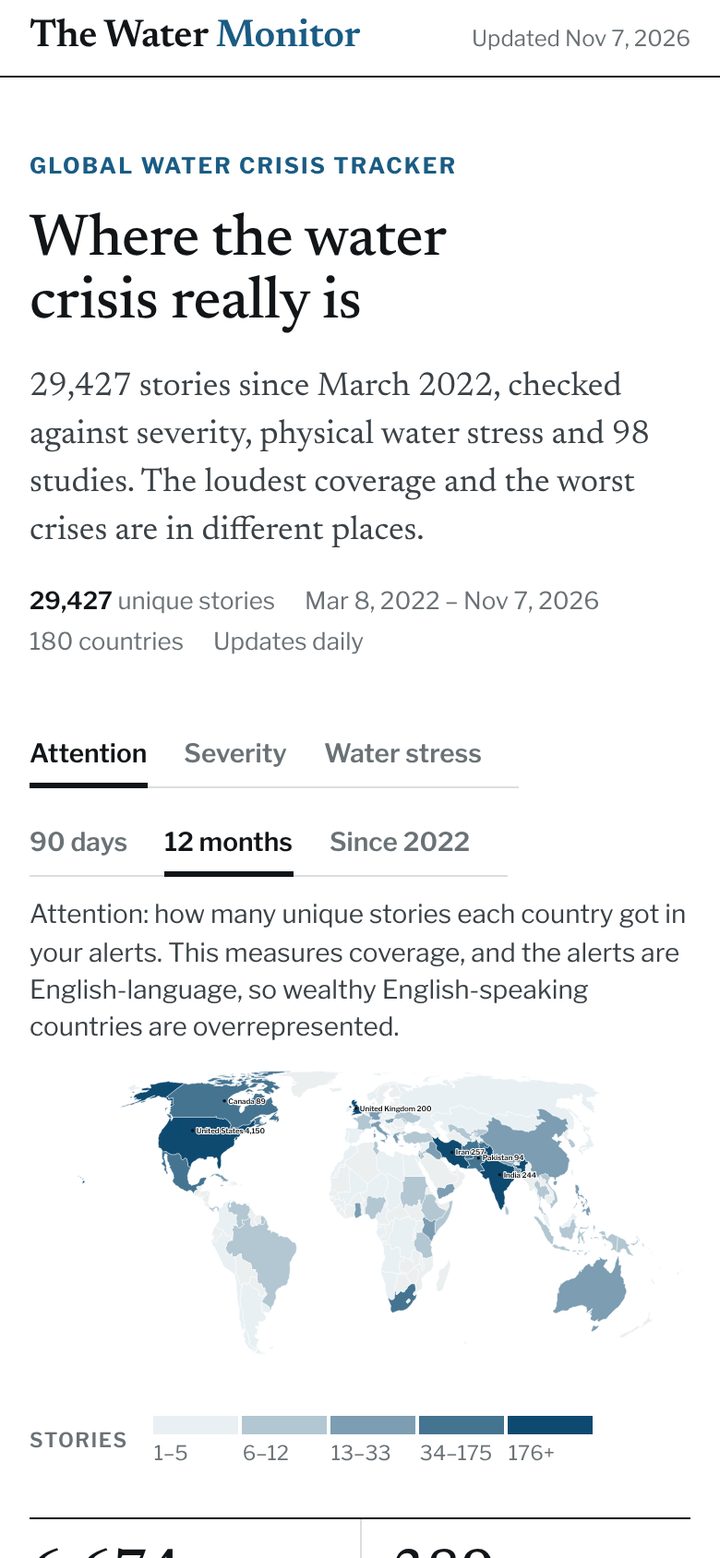 The Water Monitor
Updated Nov 7, 2026
GLOBAL WATER CRISIS TRACKER
Where the water
crisis really is
29,427 stories since March 2022, checked
against severity, physical water stress and 98
studies. The loudest coverage and the worst
crises are in different places.
29,427 unique stories Mar 8, 2022 – Nov 7, 2026
180 countries Updates daily
Attention Severity Water stress
90 days 12 months Since 2022
Attention: how many unique stories each country got in
your alerts. This measures coverage, and the alerts are
English-language, so wealthy English-speaking
countries are overrepresented.
Canada 89
United Kingdom 200
United States 4,150
Iran 257
Pakistan 94
India 244
STORIES
1–5 6–12 13–33 34–175 176+